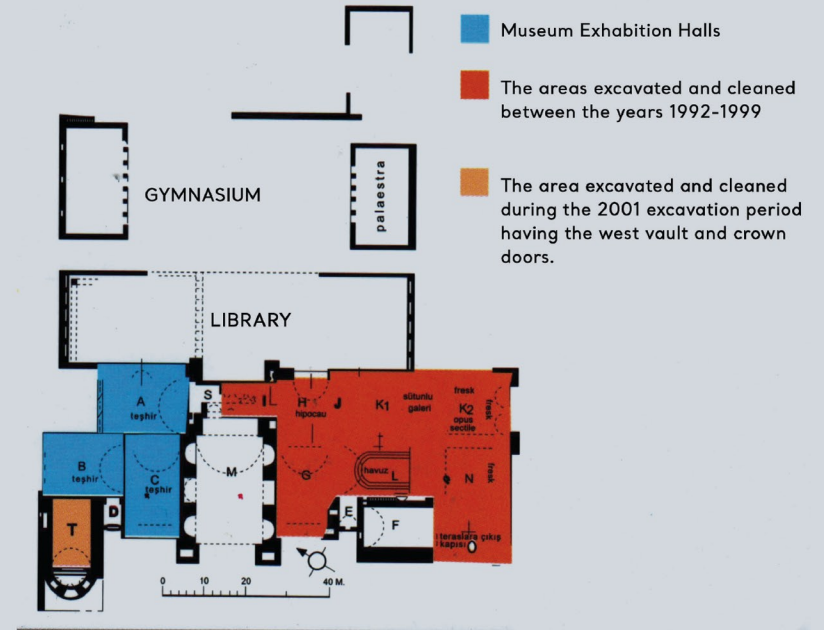 Museum Exhabition Halls
The areas excavated and cleaned
between the years 1992-1999
The area excavated and cleaned
during the 2001 excavation period
having the west vault and crown
doors.
palaestra
GYMNASIUM
LIBRARY
A
teşhir
S
I
H
hipocau
J
K1
sütunlu
galeri
fresk
K2
opus
sectile
fresk
B
teşhir
C
teşhir
M
G
havuz
L
N
fresk
T
D
E
F
teraslara çıkış
kapısı
0 10 20 40 M.